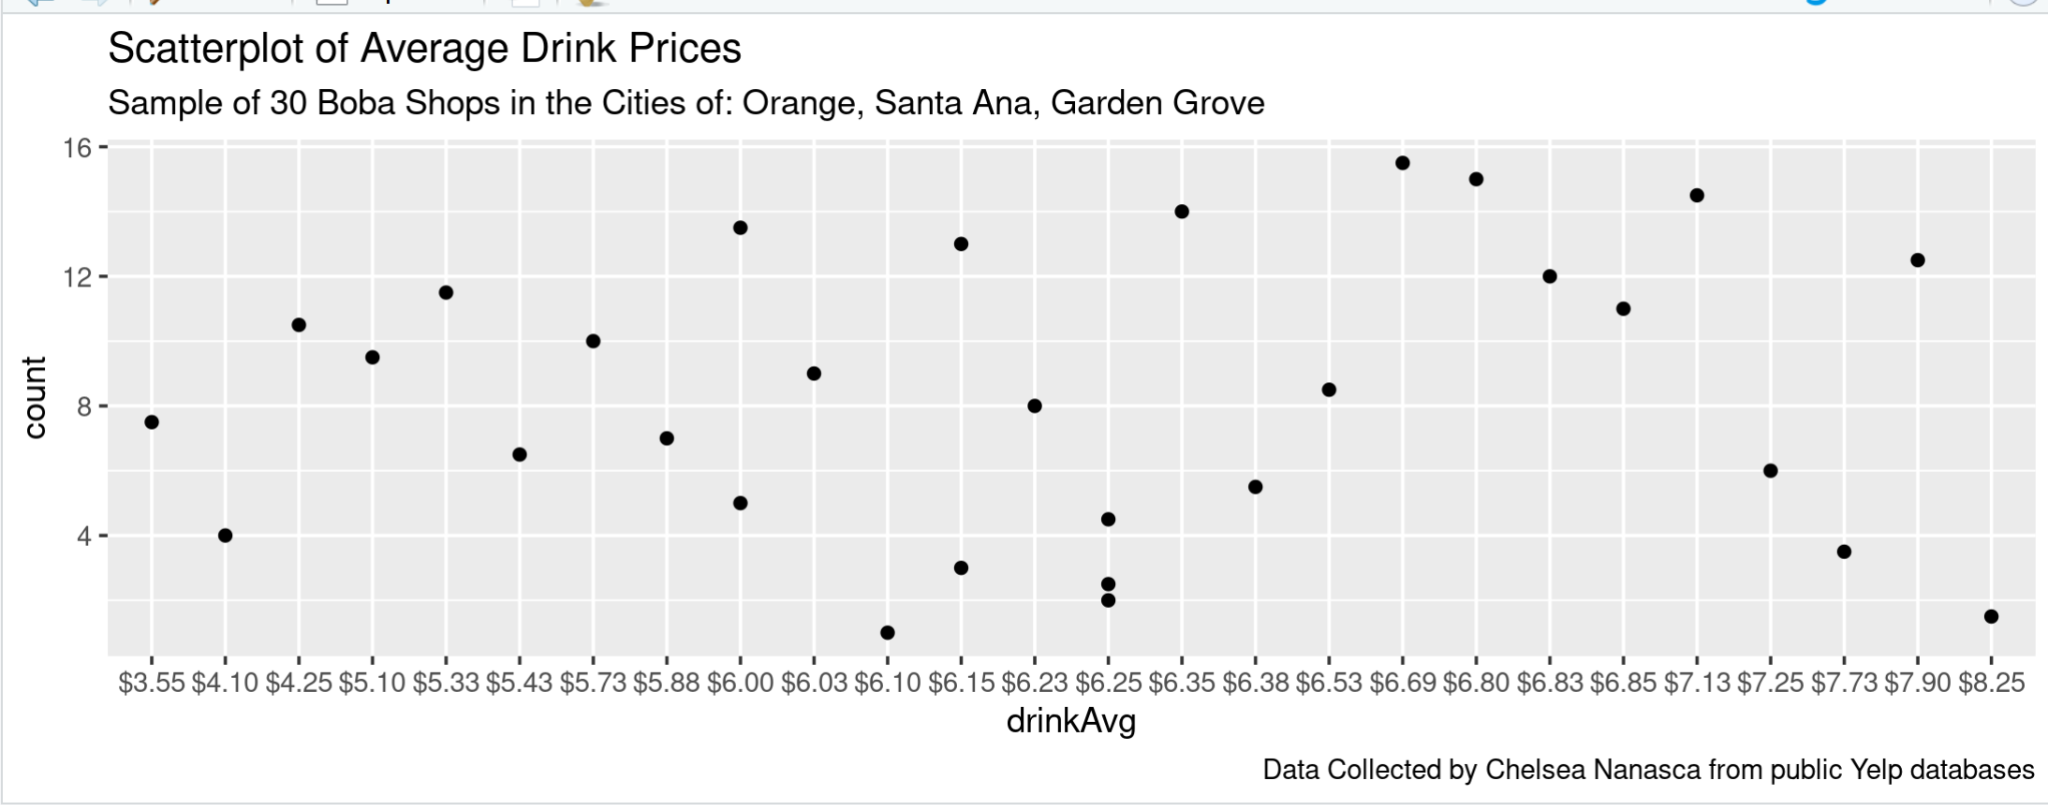 Scatterplot of Average Drink Prices
Sample of 30 Boba Shops in the Cities of: Orange, Santa Ana, Garden Grove
16
12
8
4
count
$3.55 $4.10 $4.25 $5.10 $5.33 $5.43 $5.73 $5.88 $6.00 $6.03 $6.10 $6.15 $6.23 $6.25 $6.35 $6.38 $6.53 $6.69 $6.80 $6.83 $6.85 $7.13 $7.25 $7.73 $7.90 $8.25
drinkAvg
Data Collected by Chelsea Nanasca from public Yelp databases